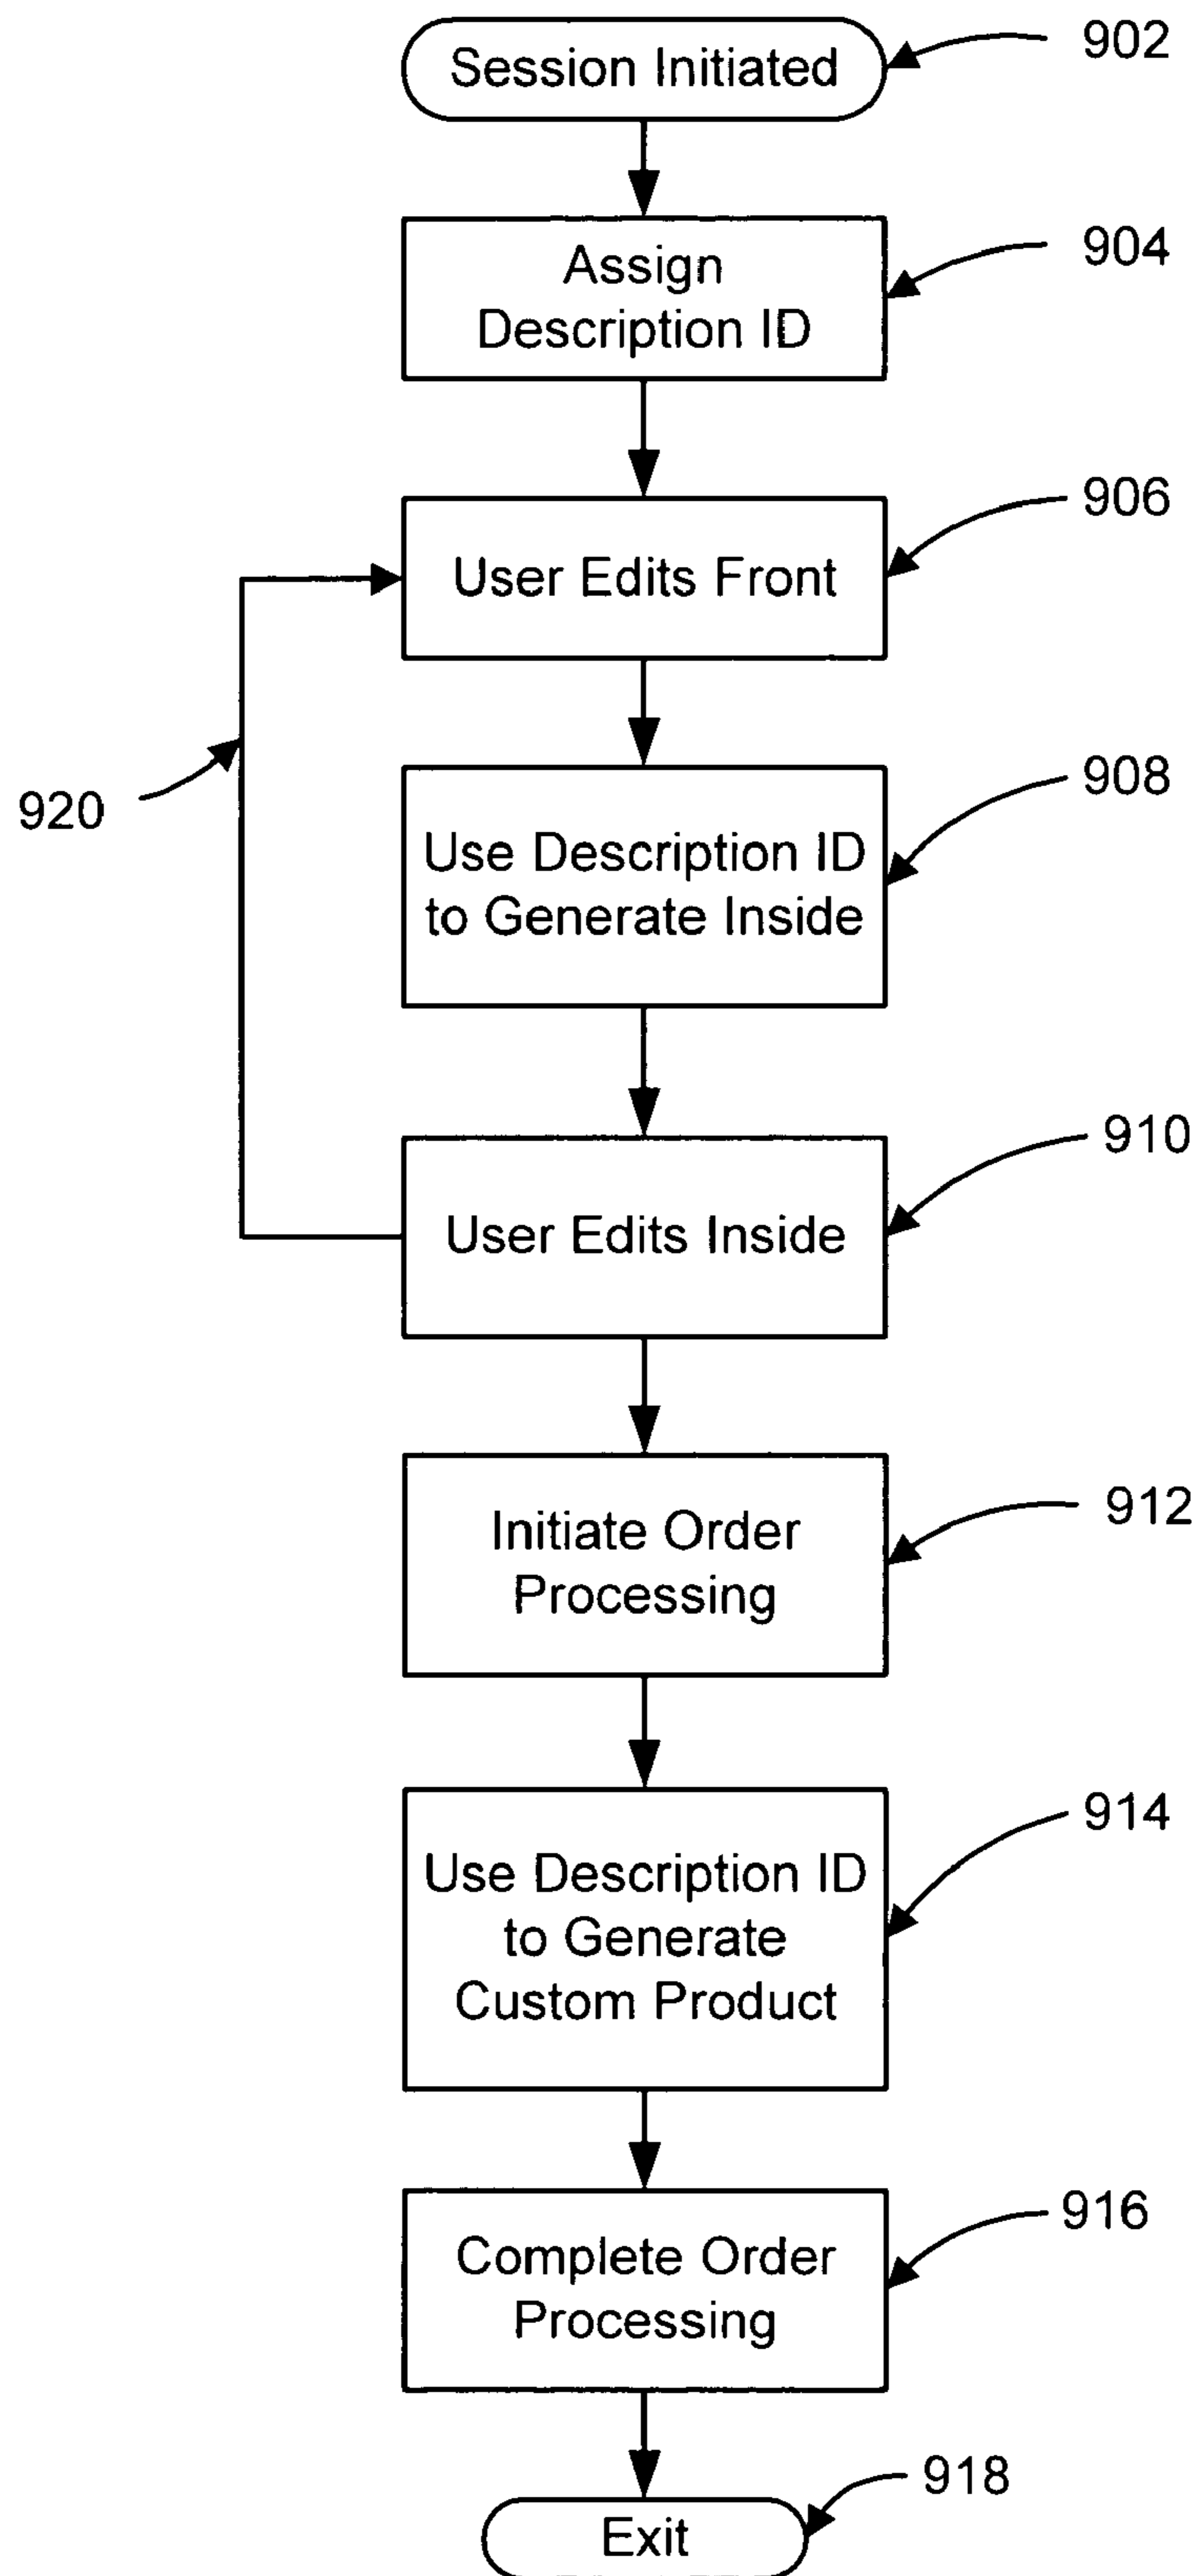 Session Initiated
902
Assign
Description ID
904
User Edits Front
906
920
Use Description ID
to Generate Inside
908
User Edits Inside
910
Initiate Order
Processing
912
Use Description ID
to Generate
Custom Product
914
Complete Order
Processing
916
Exit
918